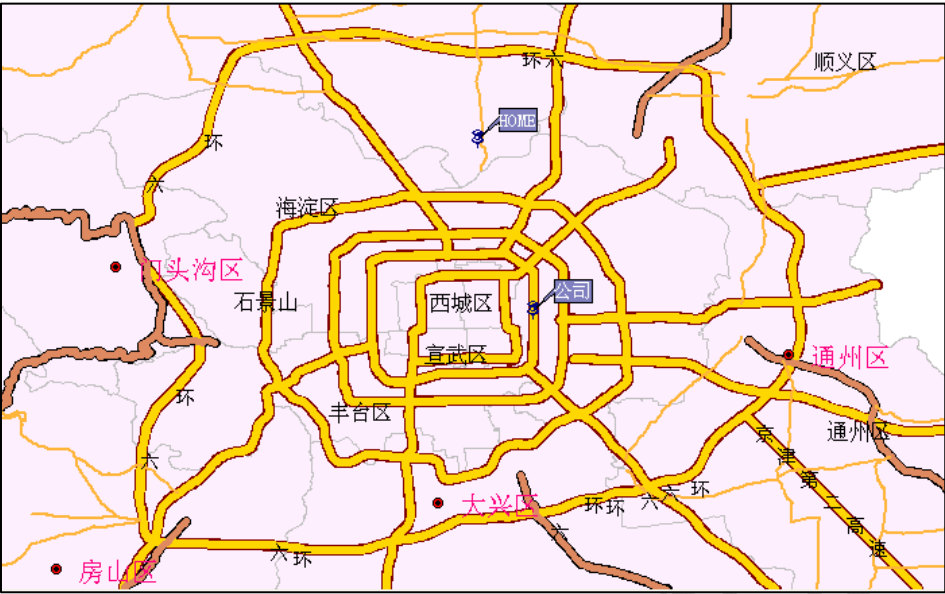 环六
顺义区
HOME
环
六
海淀区
门头沟区
公司
石景山
西城区
宣武区
通州区
环
丰台区
通州区
京津第二高速
六
大兴区
环环
六六
环
六
六环
房山区